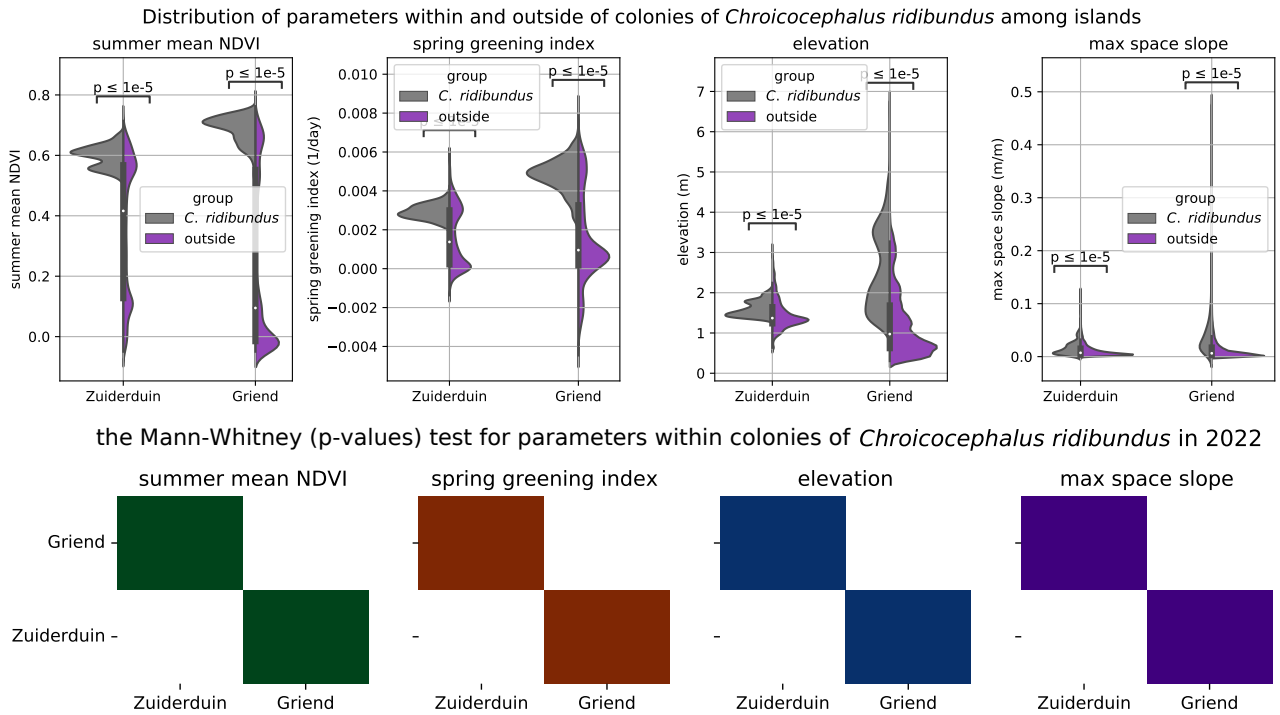 Distribution of parameters within and outside of colonies of Chroicocephalus ridibundus among islands
summer mean NDVI
summer mean NDVI
0.8
0.6
0.4
0.2
0.0
p ≤ 1e-5
p ≤ 1e-5
group
C. ridibundus
outside
Zuiderduin
Griend
spring greening index
spring greening index (1/day)
0.010
0.008
0.006
0.004
0.002
0.000
−0.002
−0.004
group
C. ridibundus
outside
p ≤ 1e-5
p ≤ 1e-5
Zuiderduin
Griend
elevation
elevation (m)
7
6
5
4
3
2
1
0
group
C. ridibundus
outside
p ≤ 1e-5
p ≤ 1e-5
Zuiderduin
Griend
max space slope
max space slope (m/m)
0.5
0.4
0.3
0.2
0.1
0.0
p ≤ 1e-5
p ≤ 1e-5
group
C. ridibundus
outside
Zuiderduin
Griend
the Mann-Whitney (p-values) test for parameters within colonies of Chroicocephalus ridibundus in 2022
summer mean NDVI
spring greening index
elevation
max space slope
Griend
Zuiderduin
Zuiderduin
Griend
Zuiderduin
Griend
Zuiderduin
Griend
Zuiderduin
Griend